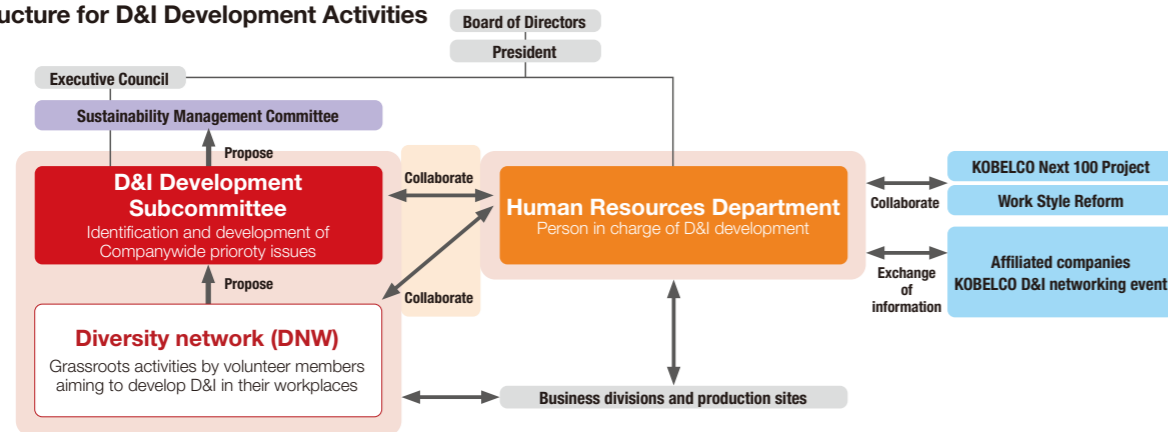 ucture for D&I Development Activities
Board of Directors
President
Executive Council
Sustainability Management Committee
Propose
D&I Development
Subcommittee
Identification and development of
Companywide prioroty issues
Collaborate
Human Resources Department
Person in charge of D&I development
Collaborate
KOBELCO Next 100 Project
Work Style Reform
Propose
Collaborate
Exchange
of
information
Affiliated companies
KOBELCO D&I networking event
Diversity network (DNW)
Grassroots activities by volunteer members
aiming to develop D&I in their workplaces
Business divisions and production sites